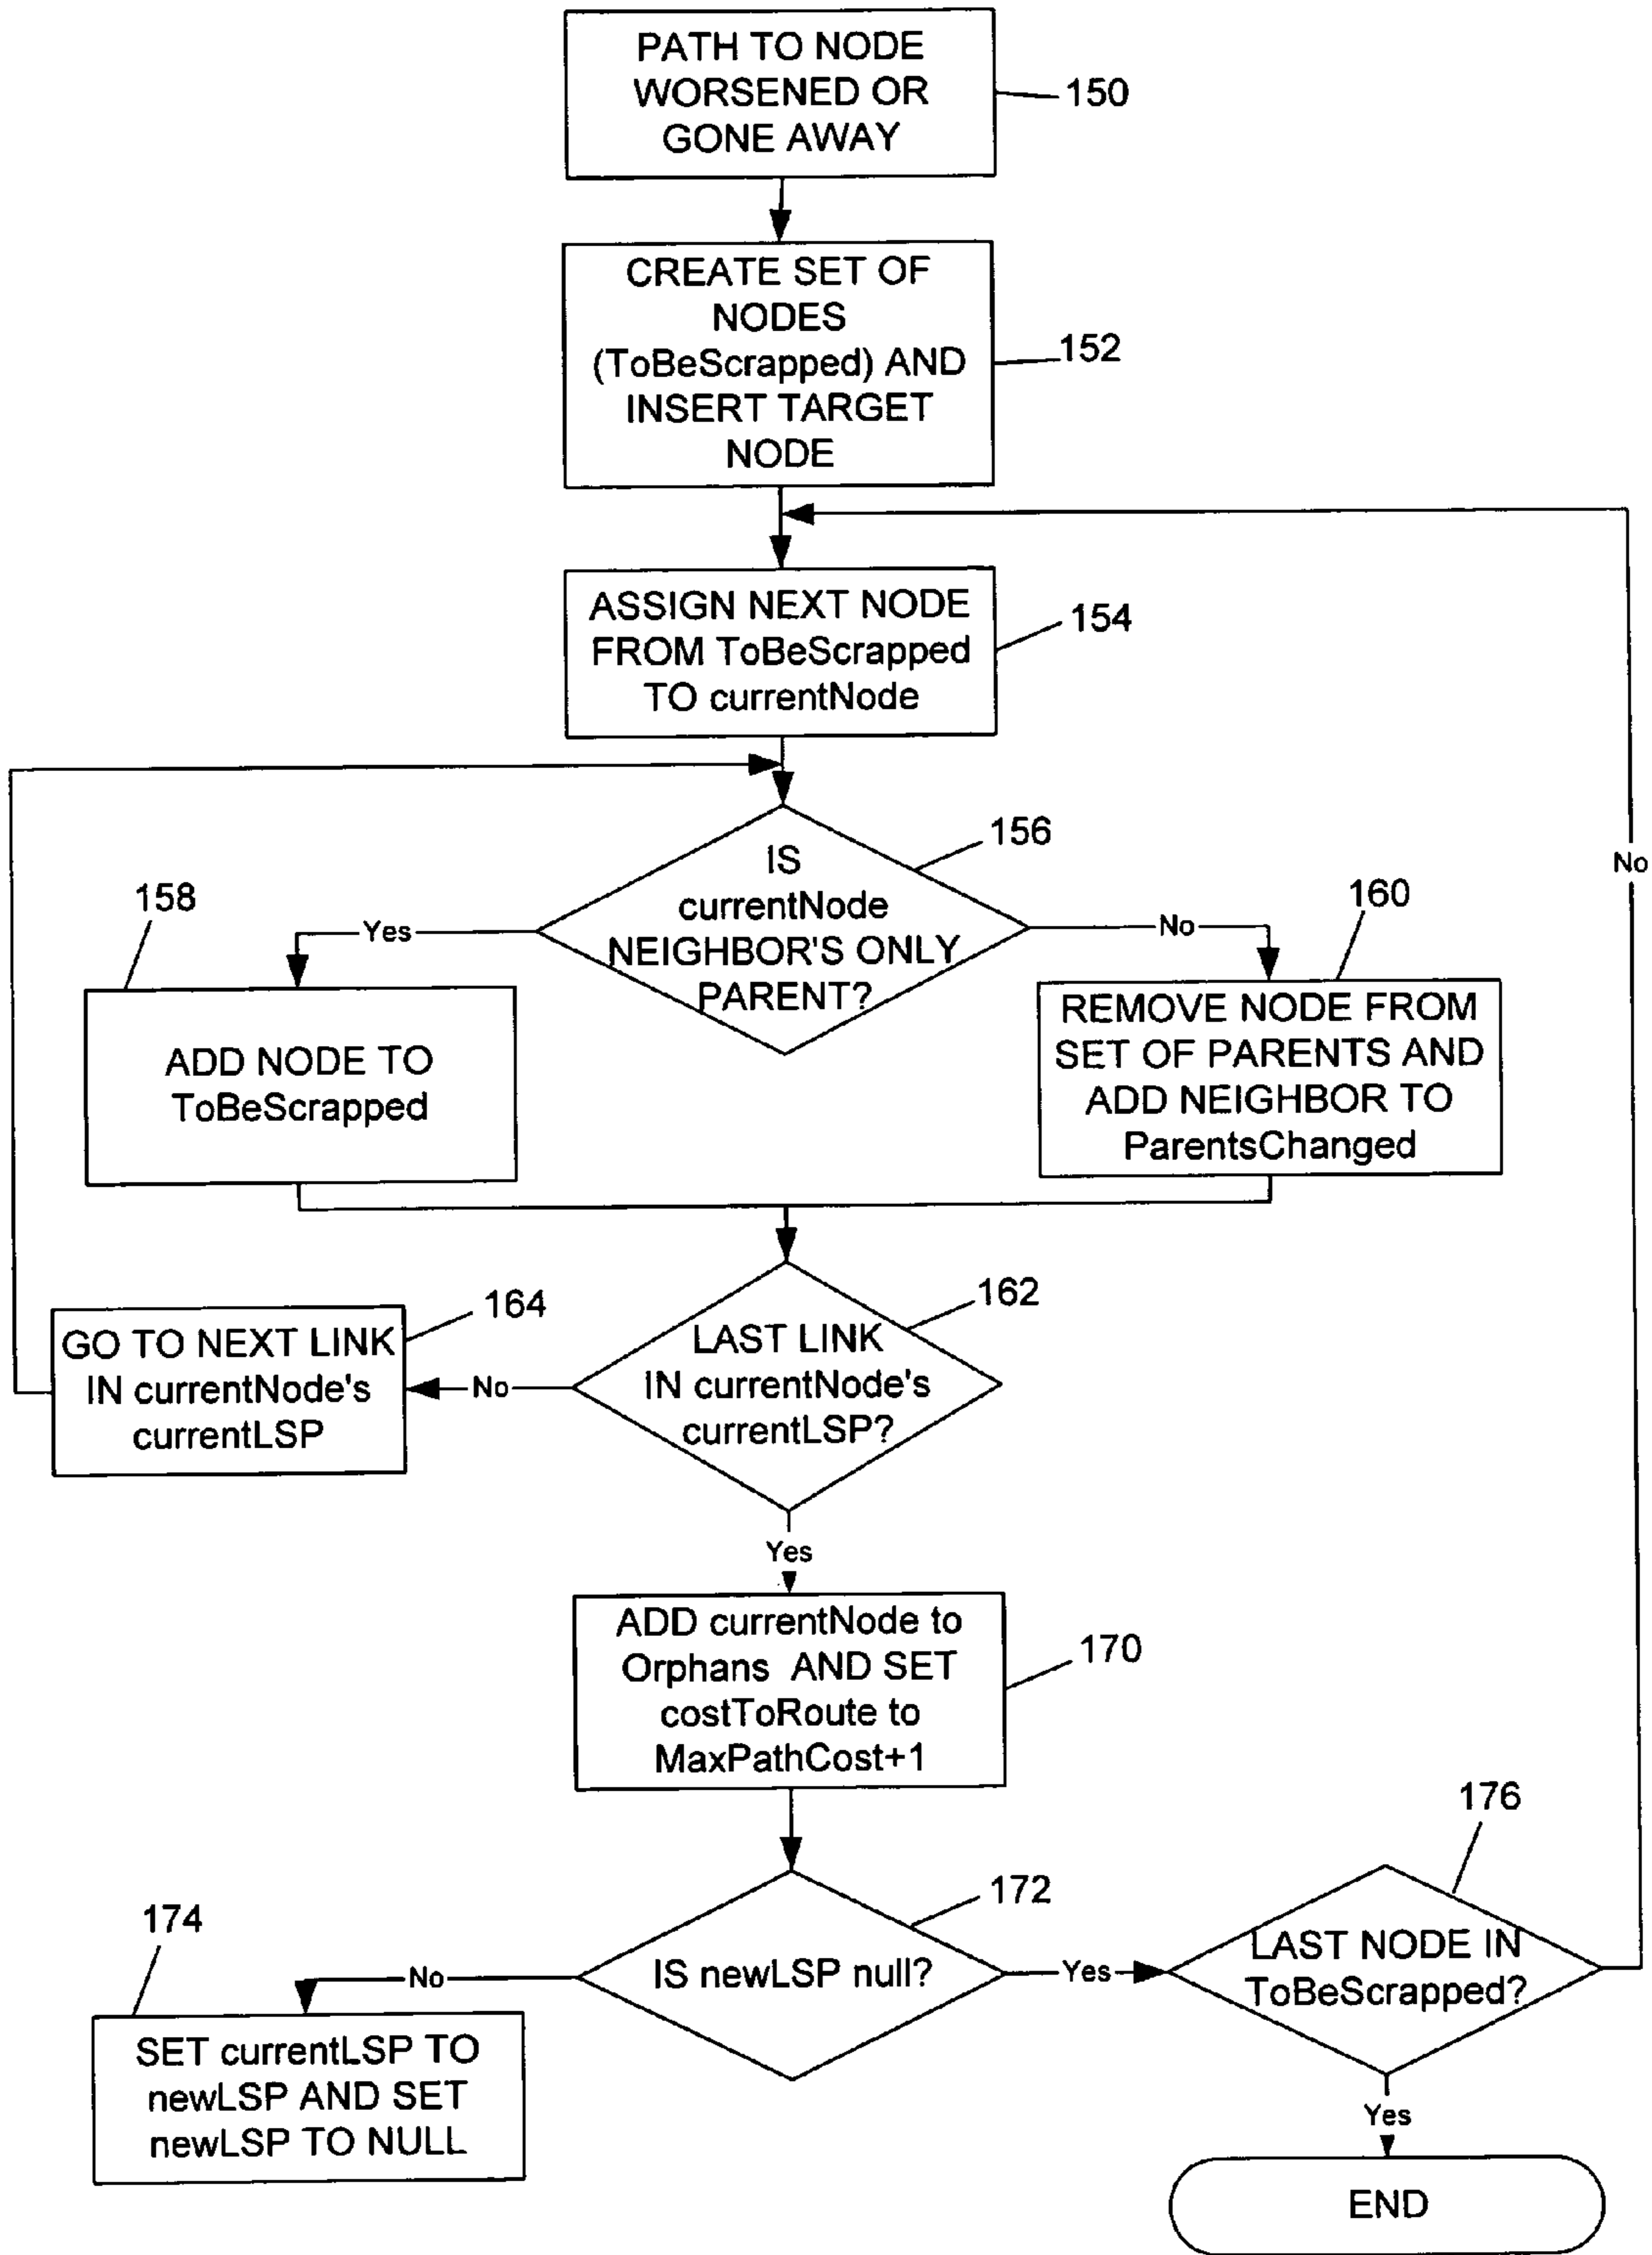 PATH TO NODE
WORSENED OR
GONE AWAY
150
CREATE SET OF
NODES
(ToBeScrapped) AND
INSERT TARGET
NODE
152
ASSIGN NEXT NODE
FROM ToBeScrapped
TO currentNode
154
IS
currentNode
NEIGHBOR'S ONLY
PARENT?
156
Yes
No
No
158
ADD NODE TO
ToBeScrapped
160
REMOVE NODE FROM
SET OF PARENTS AND
ADD NEIGHBOR TO
ParentsChanged
LAST LINK
IN currentNode's
currentLSP?
162
No
164
GO TO NEXT LINK
IN currentNode's
currentLSP
Yes
ADD currentNode to
Orphans AND SET
costToRoute to
MaxPathCost+1
170
IS newLSP null?
172
No
Yes
174
SET currentLSP TO
newLSP AND SET
newLSP TO NULL
176
LAST NODE IN
ToBeScrapped?
Yes
END